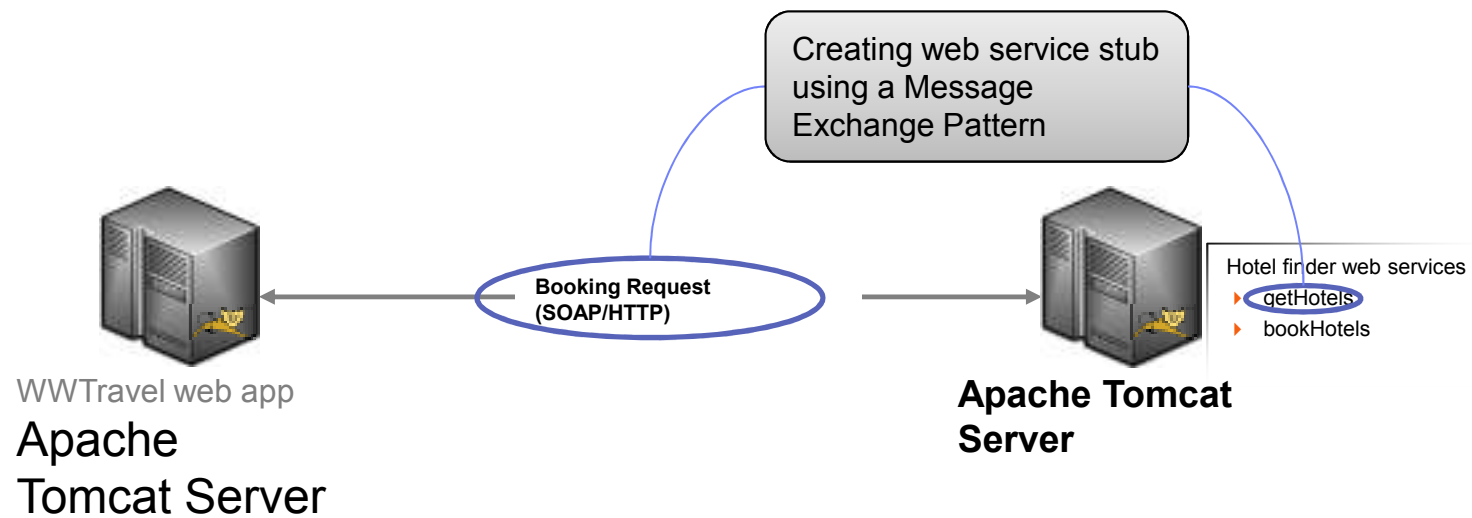 Creating web service stub
using a Message
Exchange Pattern
Booking Request
(SOAP/HTTP)
Hotel finder web services
getHotels
bookHotels
WWTravel web app
Apache
Tomcat Server
Apache Tomcat
Server